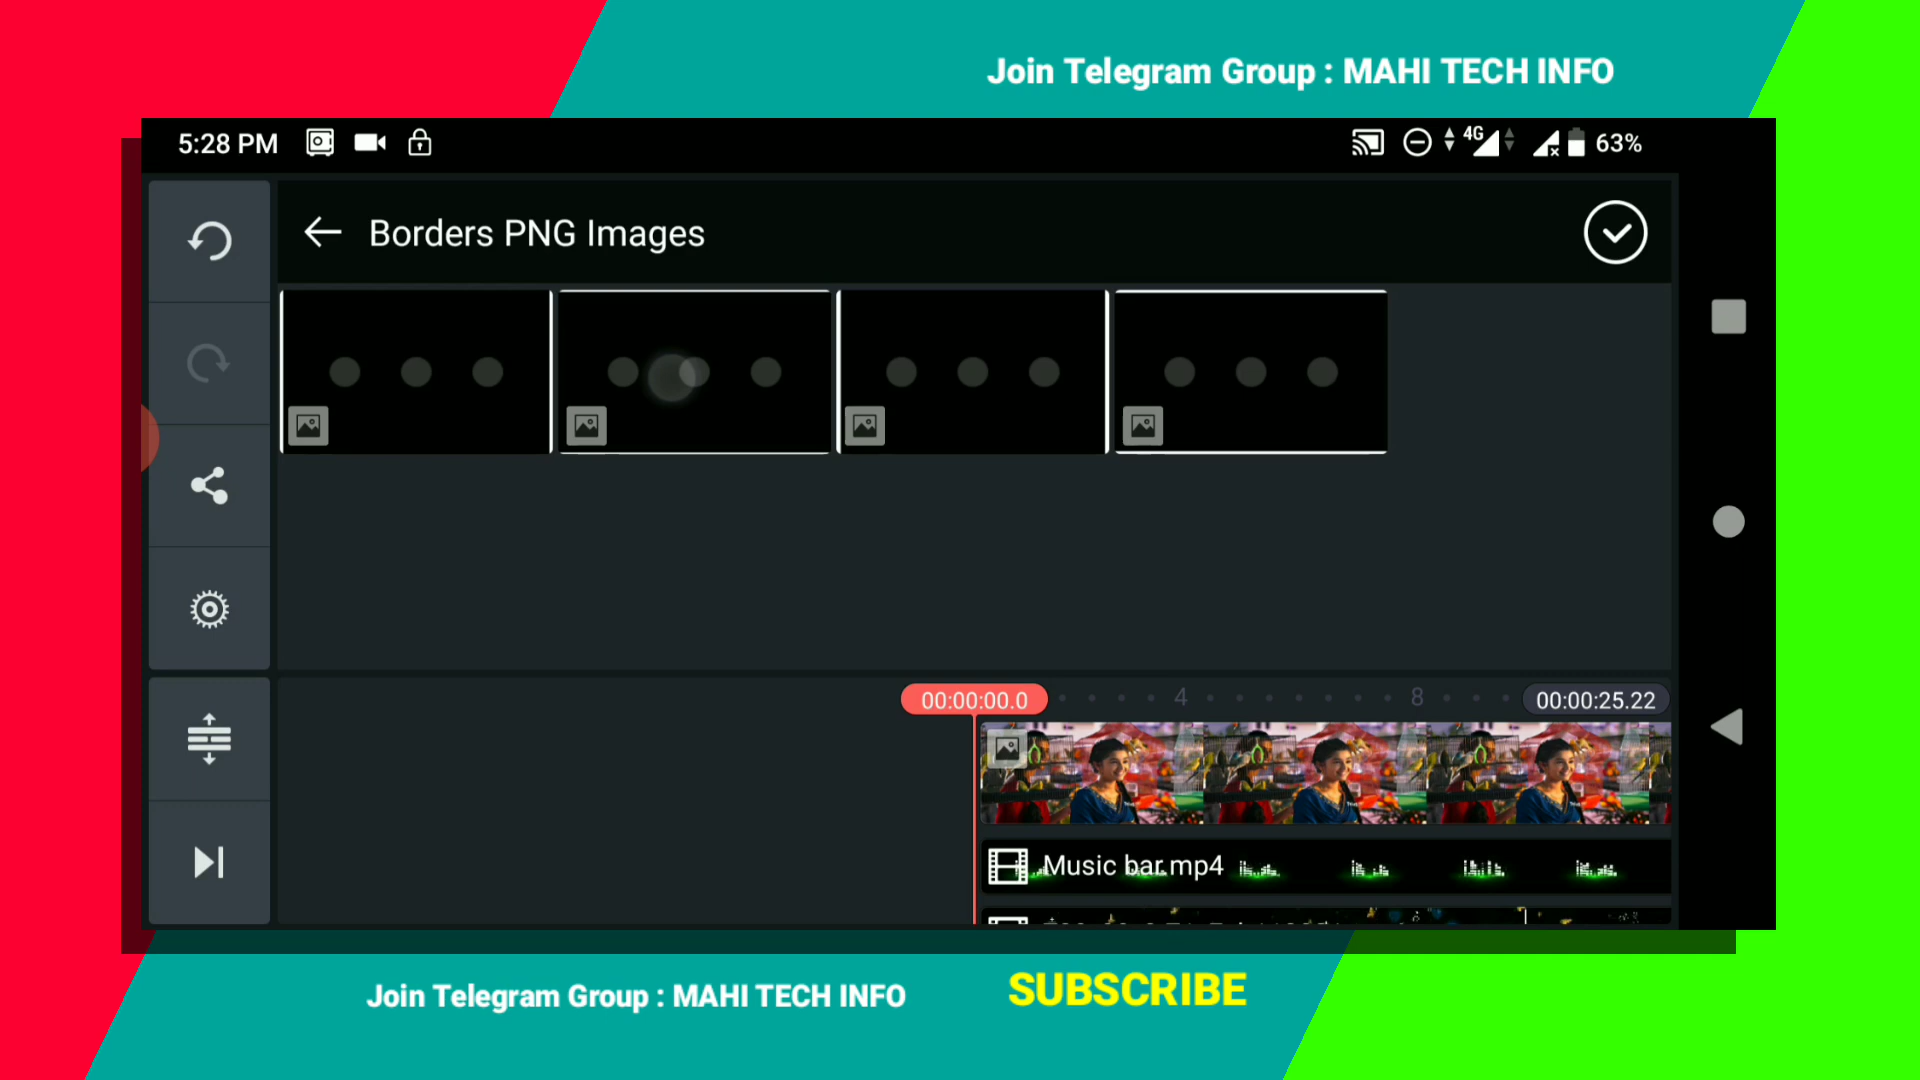 Join Telegram Group : MAHI TECH INFO
5:28 PM
4G
63%
Borders PNG Images
00:00:00.0
4
8
00:00:25.22
Music bar.mp4
Join Telegram Group : MAHI TECH INFO
SUBSCRIBE